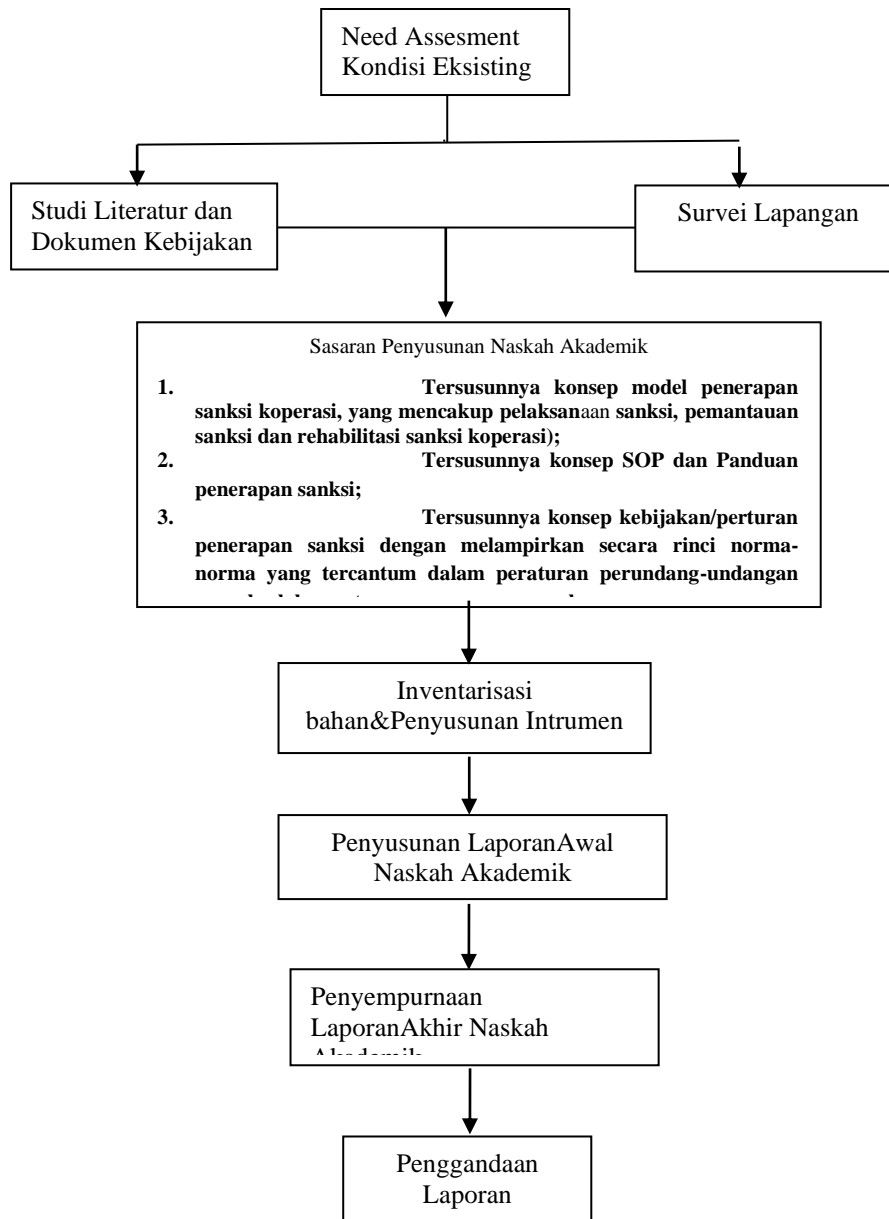 Need Assesment
Kondisi Eksisting
Studi Literatur dan
Dokumen Kebijakan
Survei Lapangan
Sasaran Penyusunan Naskah Akademik
1. Tersusunnya konsep model penerapan
sanksi koperasi, yang mencakup pelaksanaan sanksi, pemantauan
sanksi dan rehabilitasi sanksi koperasi);
2. Tersusunnya konsep SOP dan Panduan
penerapan sanksi;
3. Tersusunnya konsep kebijakan/perturan
penerapan sanksi dengan melampirkan secara rinci norma-
norma yang tercantum dalam peraturan perundang-undangan
Inventarisasi
bahan&Penyusunan Intrumen
Penyusunan LaporanAwal
Naskah Akademik
Penyempurnaan
LaporanAkhir Naskah
Akademik
Penggandaan
Laporan